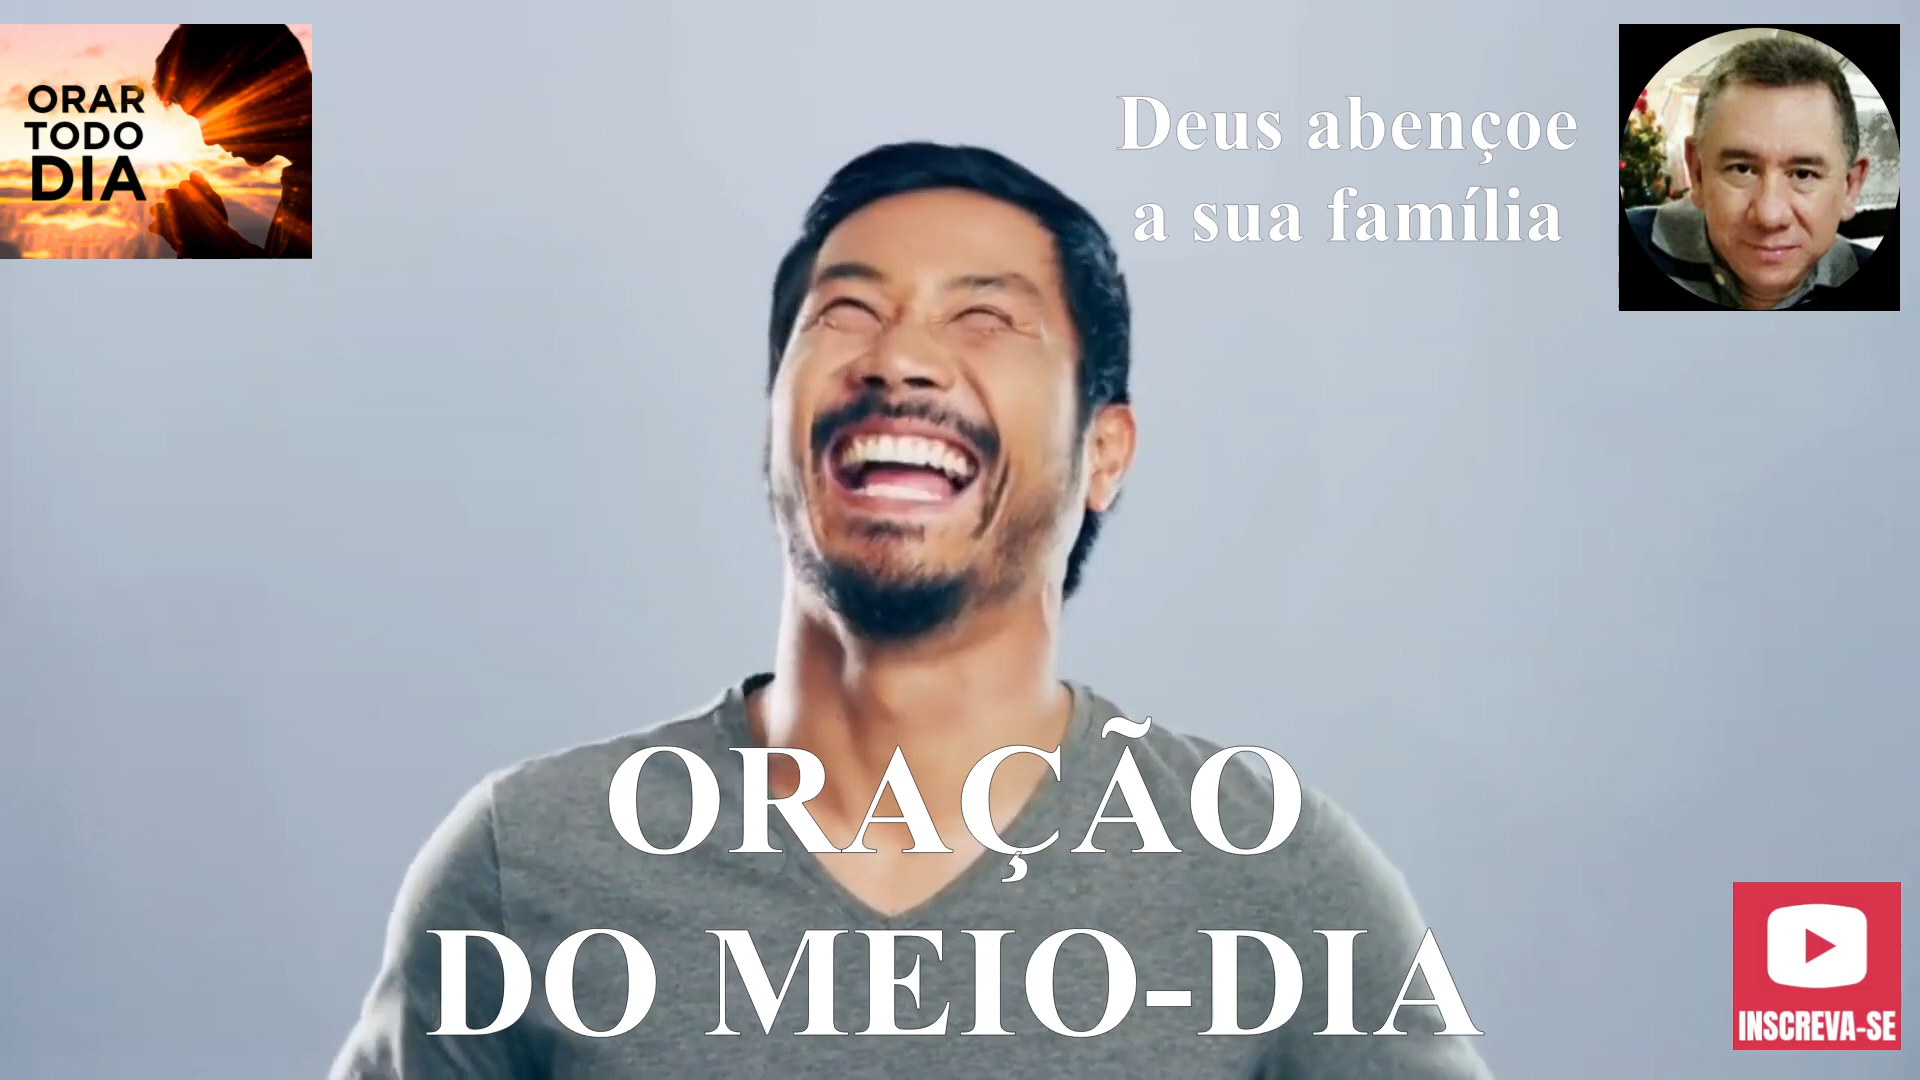 ORAR
TODO
DIA
Deus abençoe
a sua família
ORAÇÃO
DO MEIO-DIA
INSCREVA-SE